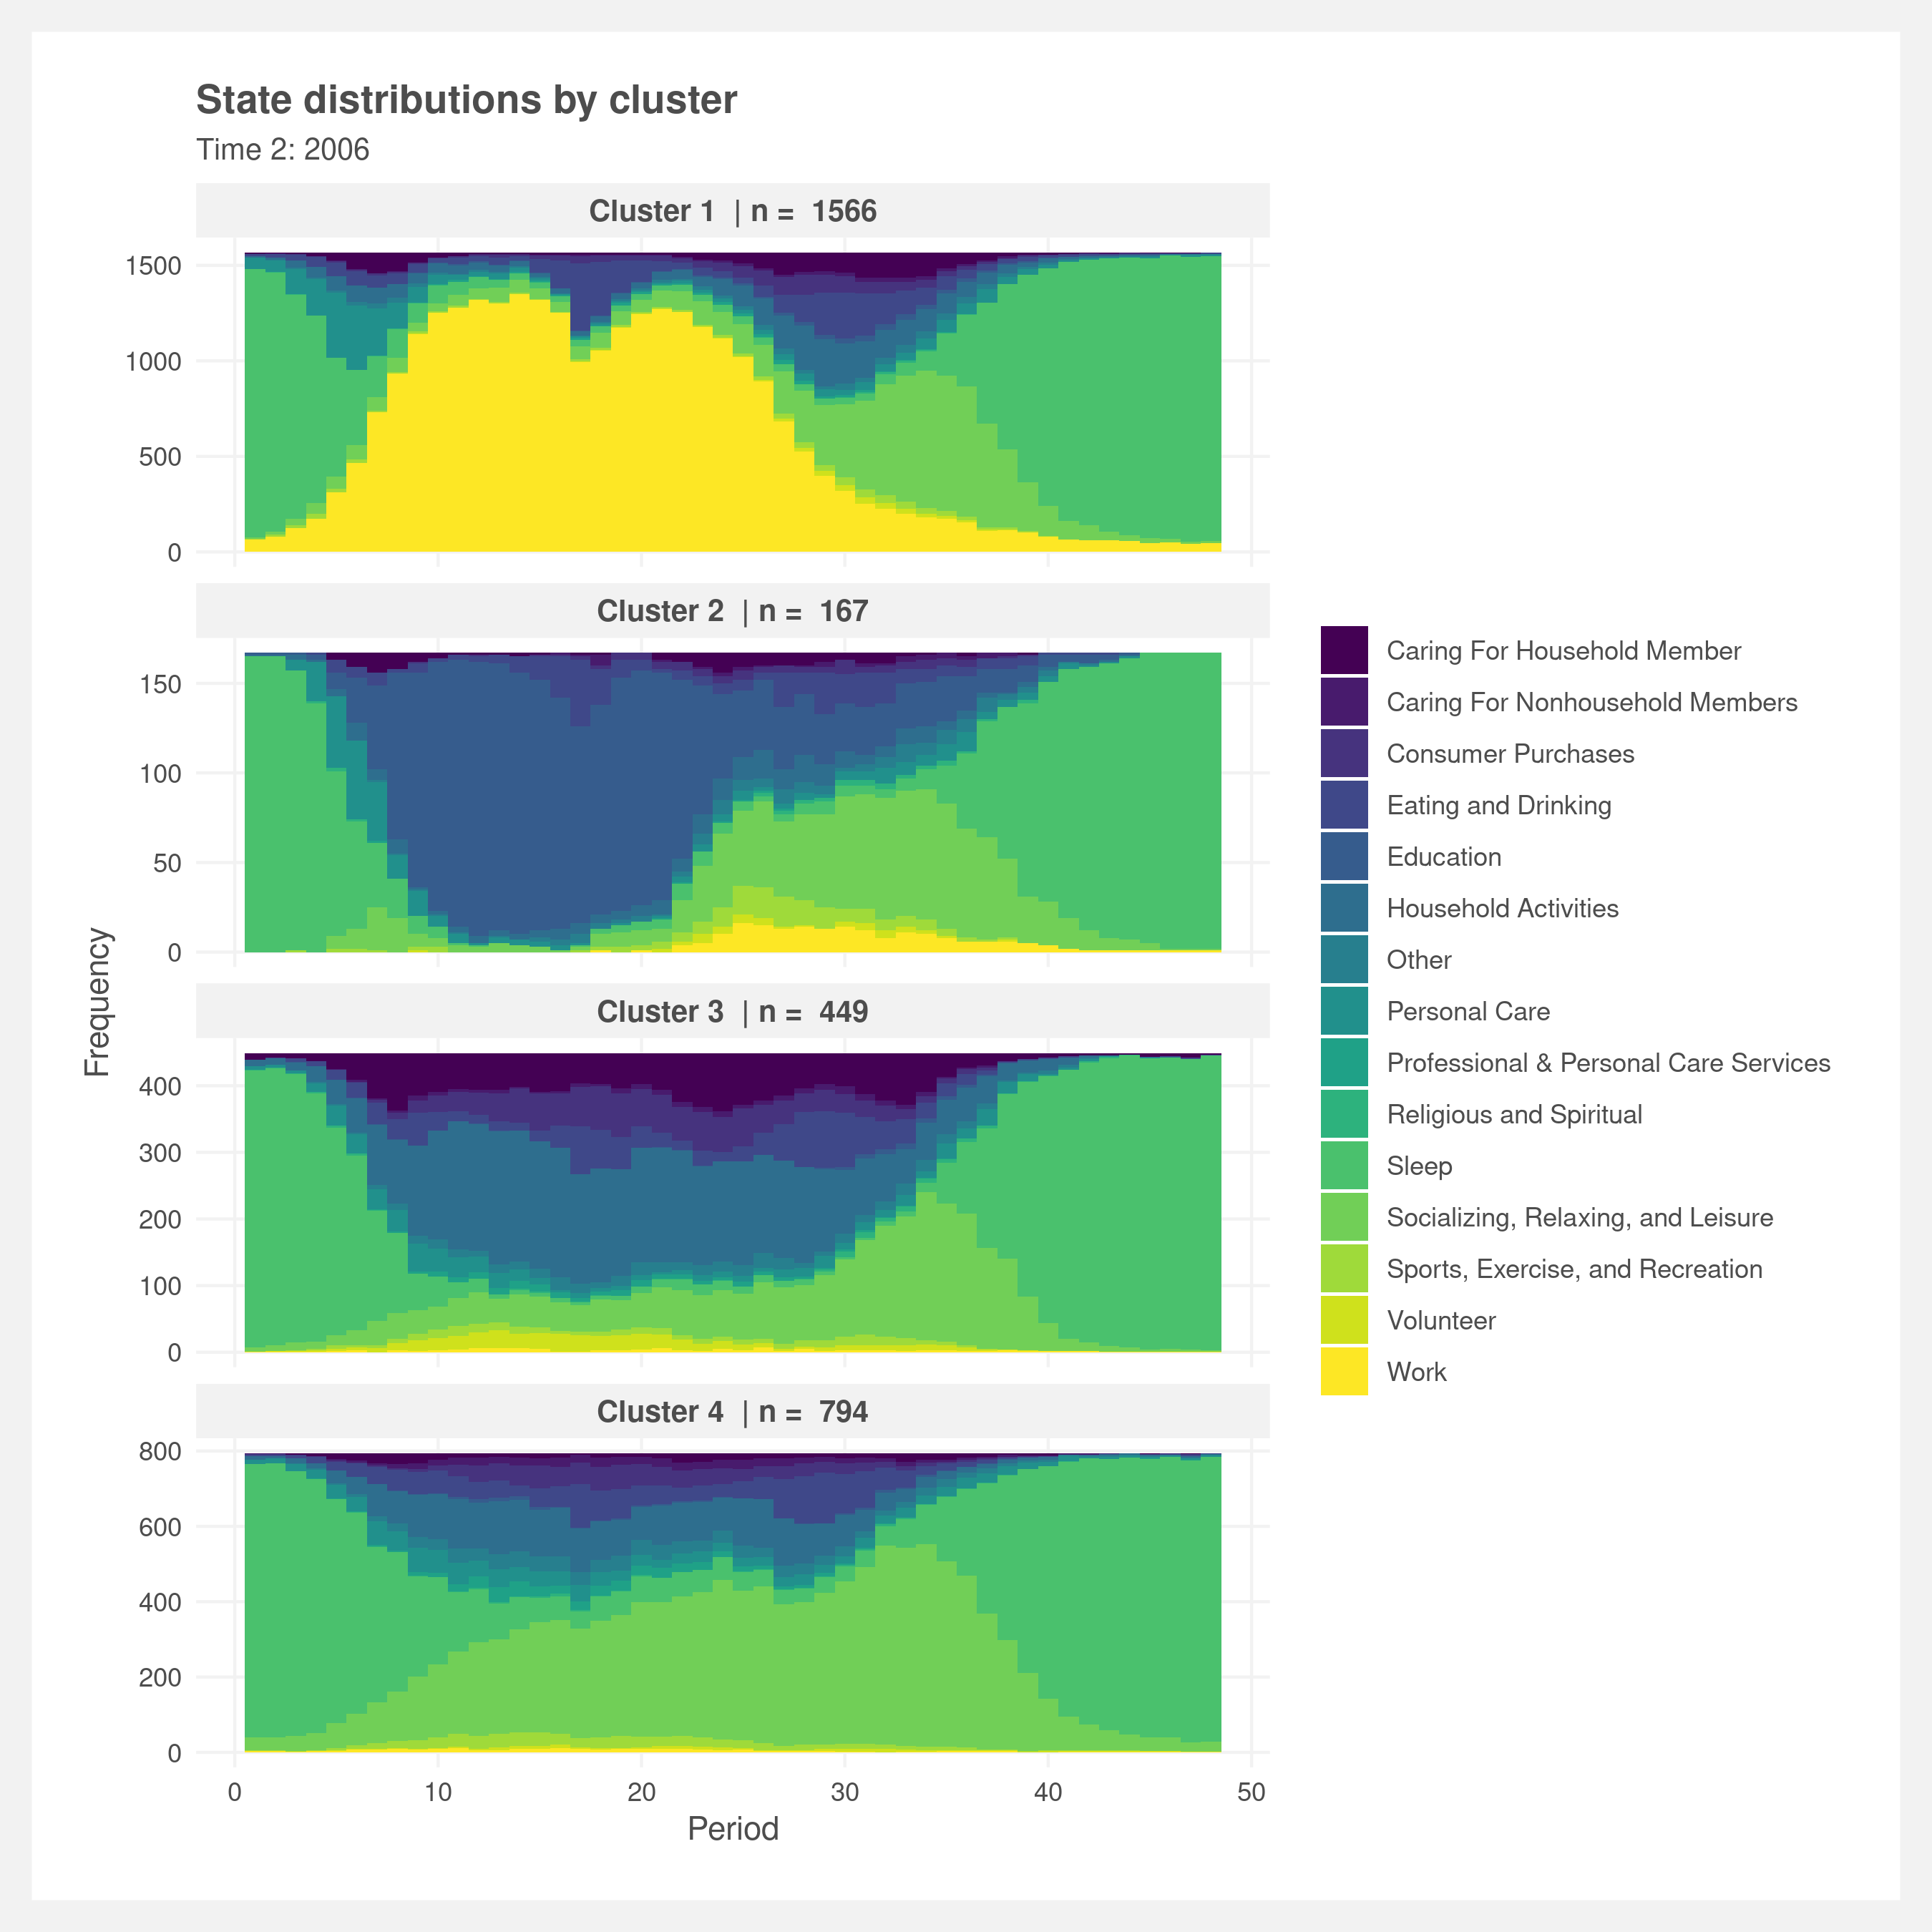 State distributions by cluster
Time 2: 2006
Cluster 1 | n = 1566
1500
1000
500
0
Cluster 2 | n = 167
150
100
50
0
Cluster 3 | n = 449
400
300
200
100
0
Cluster 4 | n = 794
800
600
400
200
0
0 10 20 30 40 50
Period
Frequency
Caring For Household Member
Caring For Nonhousehold Members
Consumer Purchases
Eating and Drinking
Education
Household Activities
Other
Personal Care
Professional & Personal Care Services
Religious and Spiritual
Sleep
Socializing, Relaxing, and Leisure
Sports, Exercise, and Recreation
Volunteer
Work